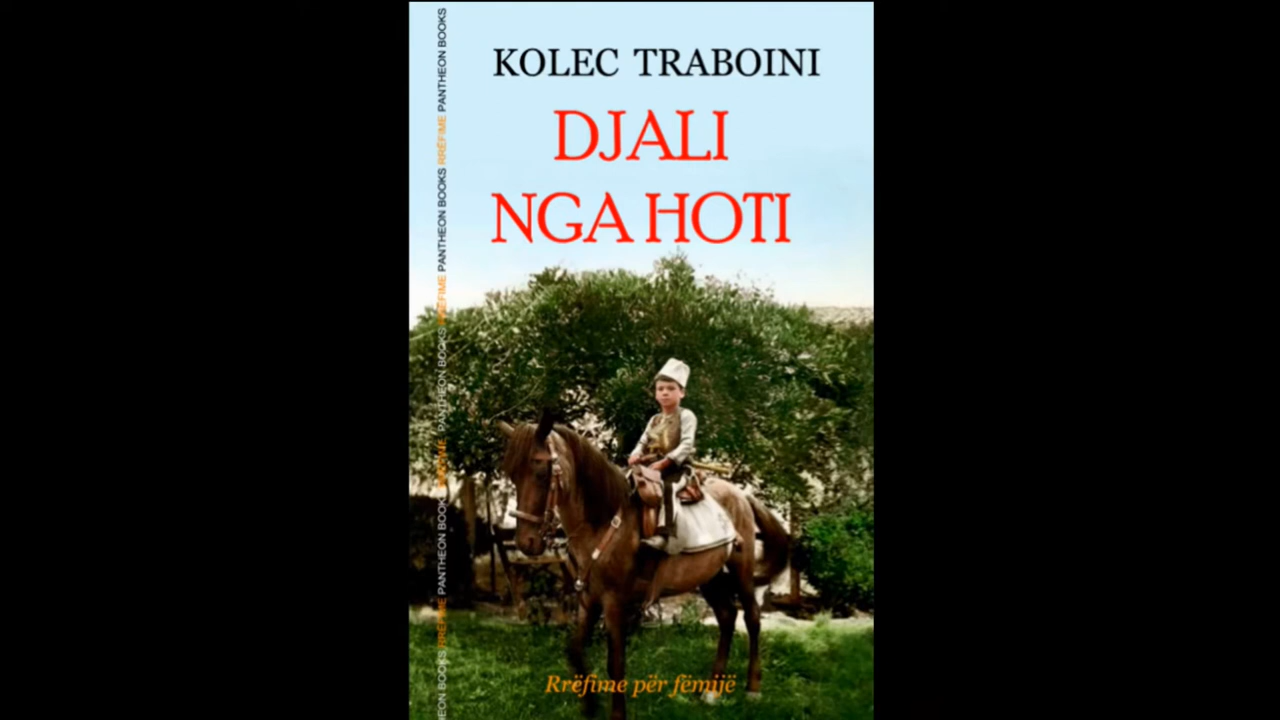 KOLEC TRABOINI
DJALI
NGA HOTI
Rrëfime për fëmijë
PANTHEON BOOKS RRËFIME PANTHEON BOOKS RRËFIME PANTHEON BOOKS RRËFIME PANTHEON BOOKS RRËFIME PANTHEON BOOKS